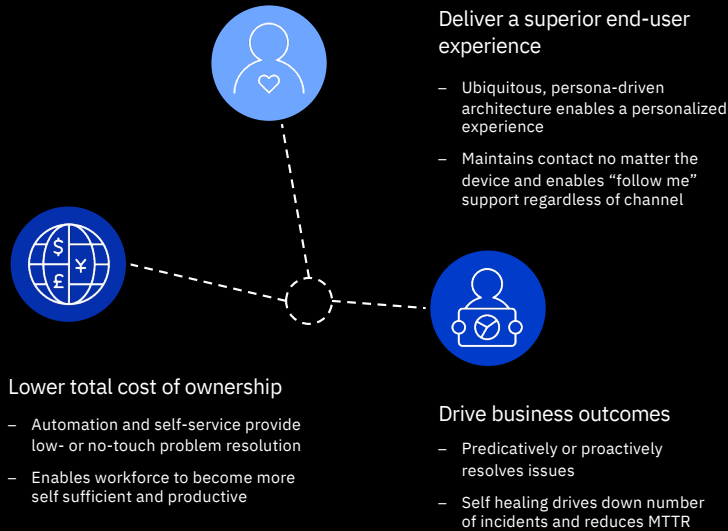 Deliver a superior end-user
experience
– Ubiquitous, persona-driven
architecture enables a personalized
experience
– Maintains contact no matter the
device and enables “follow me”
support regardless of channel
$
¥
£
Lower total cost of ownership
– Automation and self-service provide
low- or no-touch problem resolution
– Enables workforce to become more
self sufficient and productive
Drive business outcomes
– Predicatively or proactively
resolves issues
– Self healing drives down number
of incidents and reduces MTTR